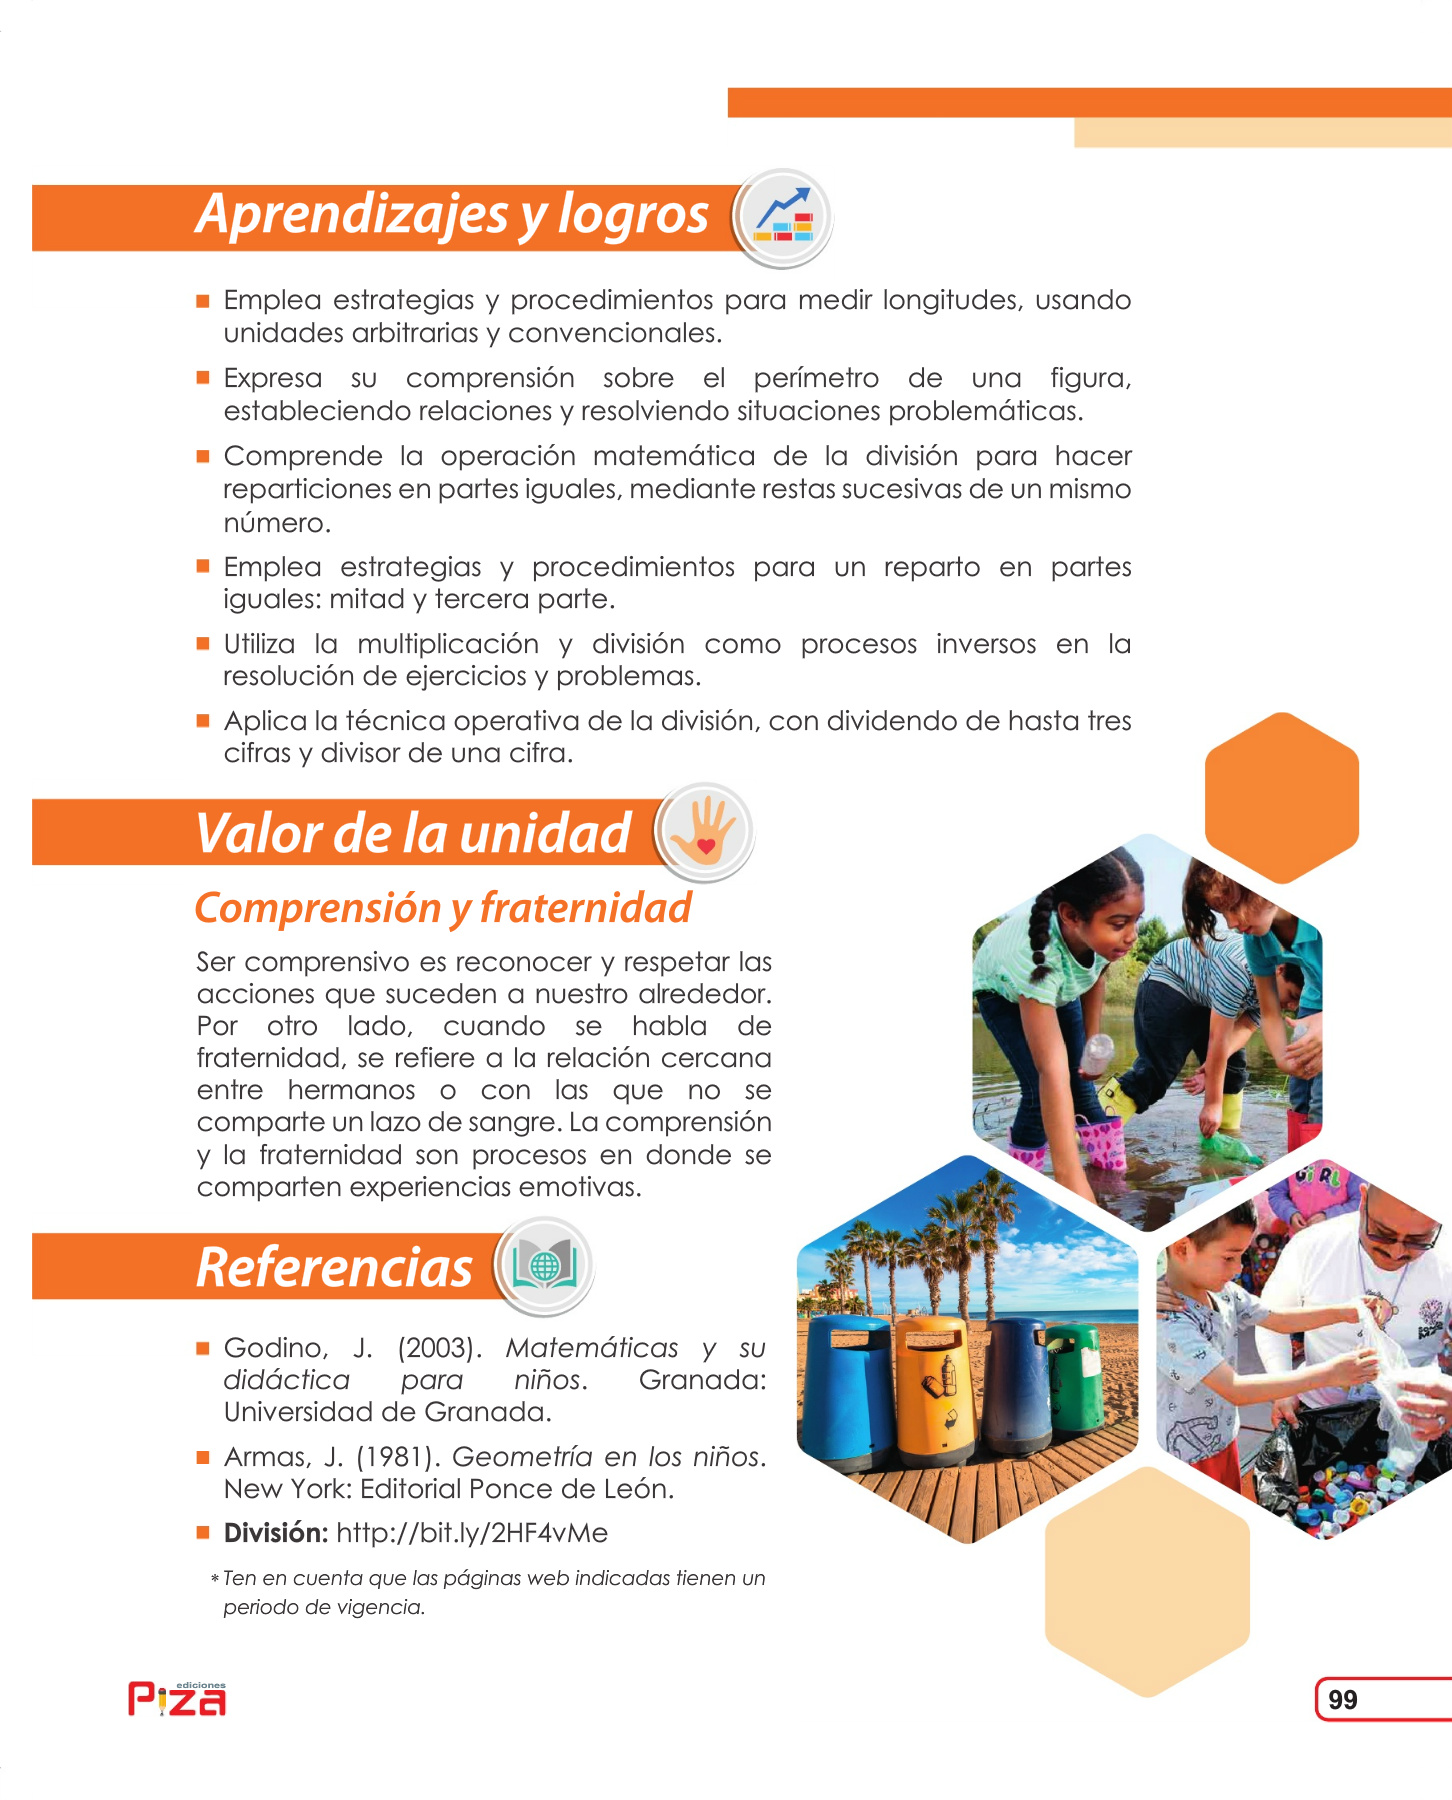 Aprendizajes y logros
■ Emplea estrategias y procedimientos para medir longitudes, usando
unidades arbitrarias y convencionales.
■ Expresa su comprensión sobre el perímetro de una figura,
estableciendo relaciones y resolviendo situaciones problemáticas.
■ Comprende la operación matemática de la división para hacer
reparticiones en partes iguales, mediante restas sucesivas de un mismo
número.
■ Emplea estrategias y procedimientos para un reparto en partes
iguales: mitad y tercera parte.
■ Utiliza la multiplicación y división como procesos inversos en la
resolución de ejercicios y problemas.
■ Aplica la técnica operativa de la división, con dividendo de hasta tres
cifras y divisor de una cifra.
Valor de la unidad
Comprensión y fraternidad
Ser comprensivo es reconocer y respetar las
acciones que suceden a nuestro alrededor.
Por otro lado, cuando se habla de
fraternidad, se refiere a la relación cercana
entre hermanos o con las que no se
comparte un lazo de sangre. La comprensión
y la fraternidad son procesos en donde se
comparten experiencias emotivas.
Referencias
■ Godino, J. (2003). Matemáticas y su
didáctica para niños. Granada:
Universidad de Granada.
■ Armas, J. (1981). Geometría en los niños.
New York: Editorial Ponce de León.
■ División: http://bit.ly/2HF4vMe
* Ten en cuenta que las páginas web indicadas tienen un
periodo de vigencia.
GiRL
ediciones
Piza
99